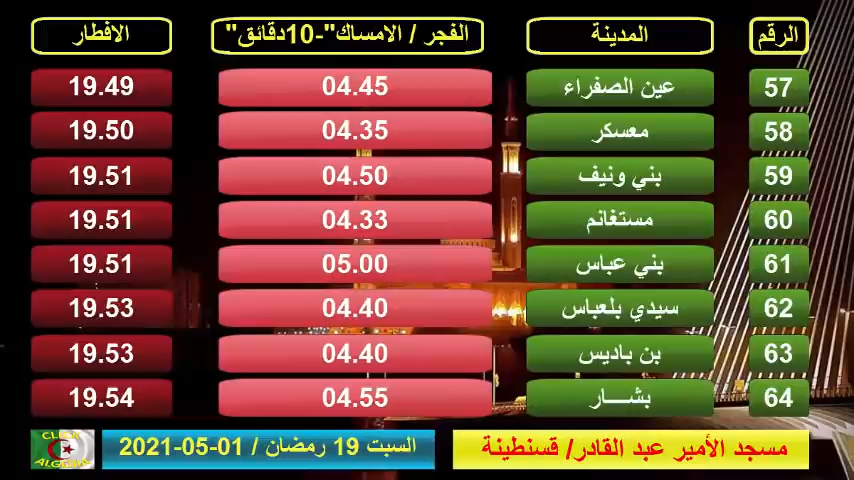 الرقم المدينة الفجر / الامساك"-10دقائق" الافطار
57 عين الصفراء 04.45 19.49
58 معسكر 04.35 19.50
59 بني ونيف 04.50 19.51
60 مستغانم 04.33 19.51
61 بني عباس 05.00 19.51
62 سيدي بلعباس 04.40 19.53
63 بن باديس 04.40 19.53
64 بشــــار 04.55 19.54
مسجد الأمير عبد القادر/ قسنطينة السبت 19 رمضان / 01-05-2021
ALGERIA